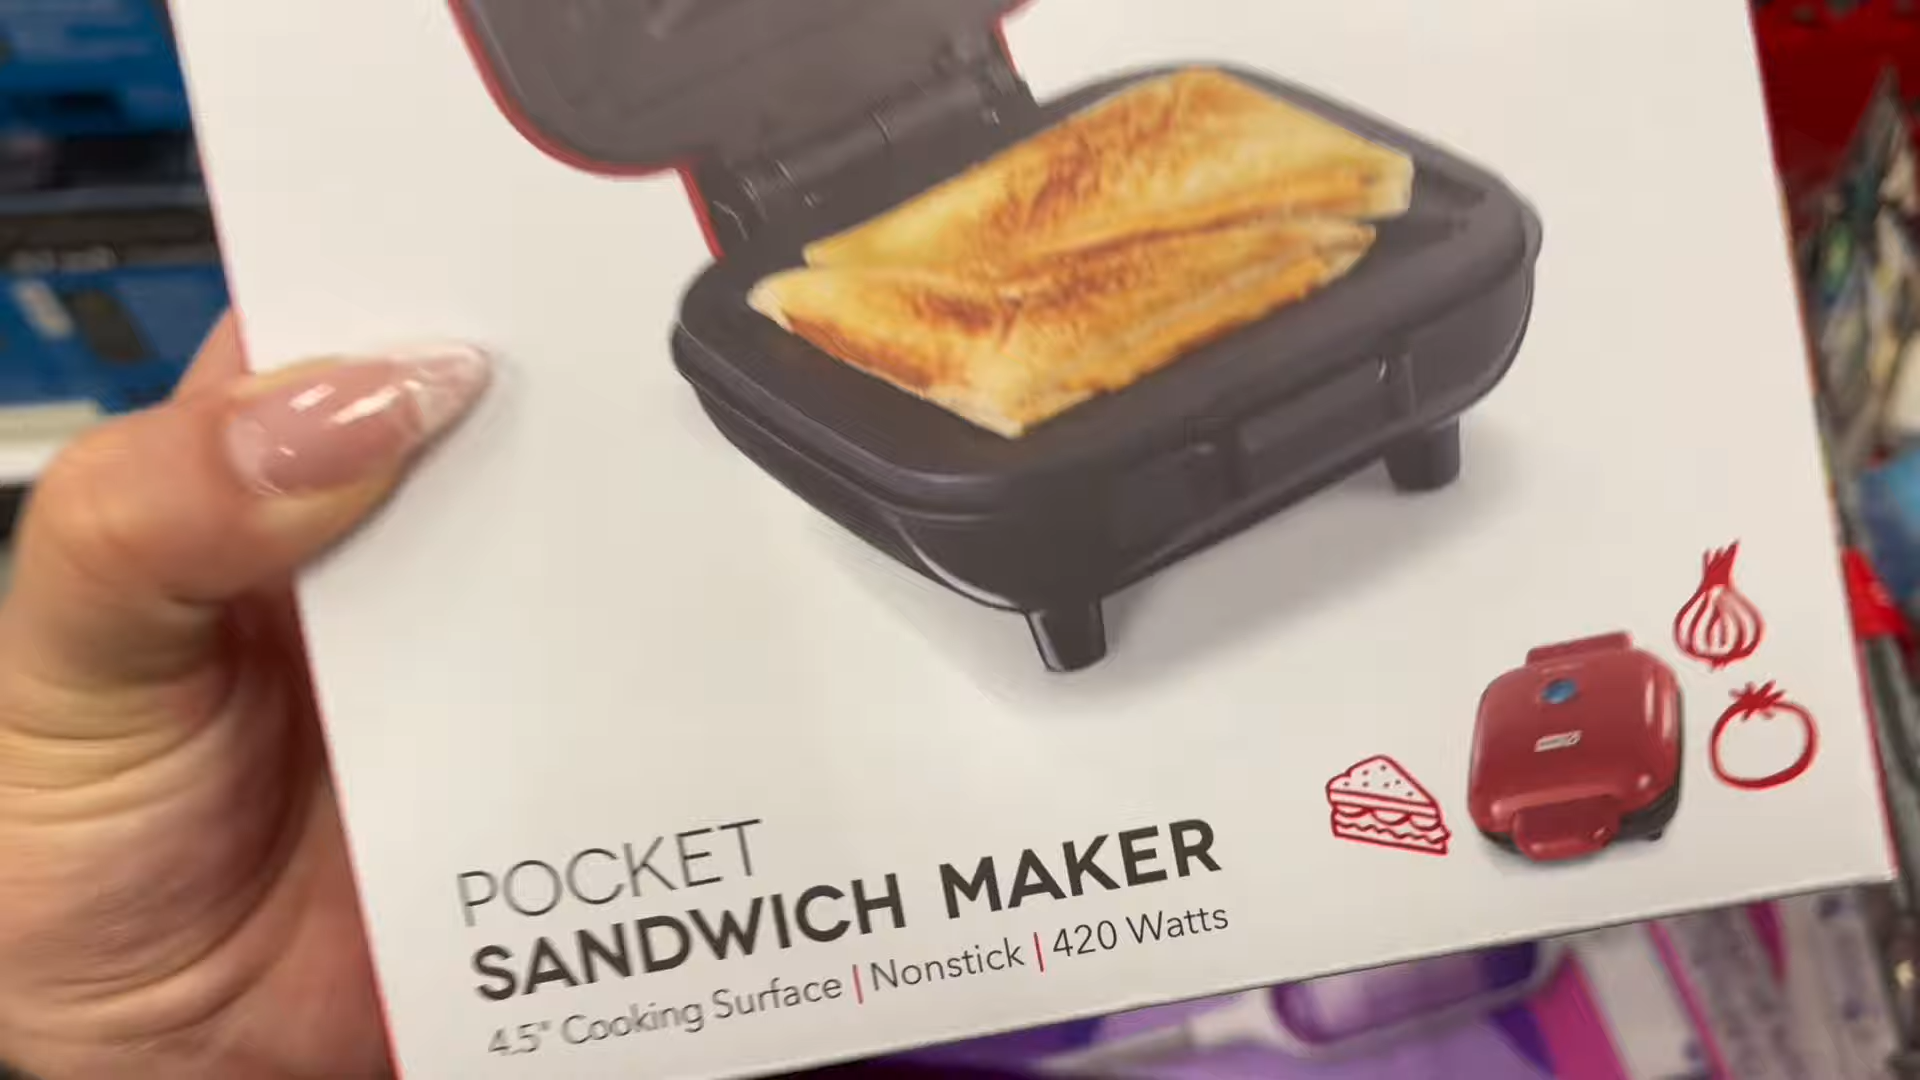 POCKET
SANDWICH MAKER
4.5" Cooking Surface | Nonstick | 420 Watts